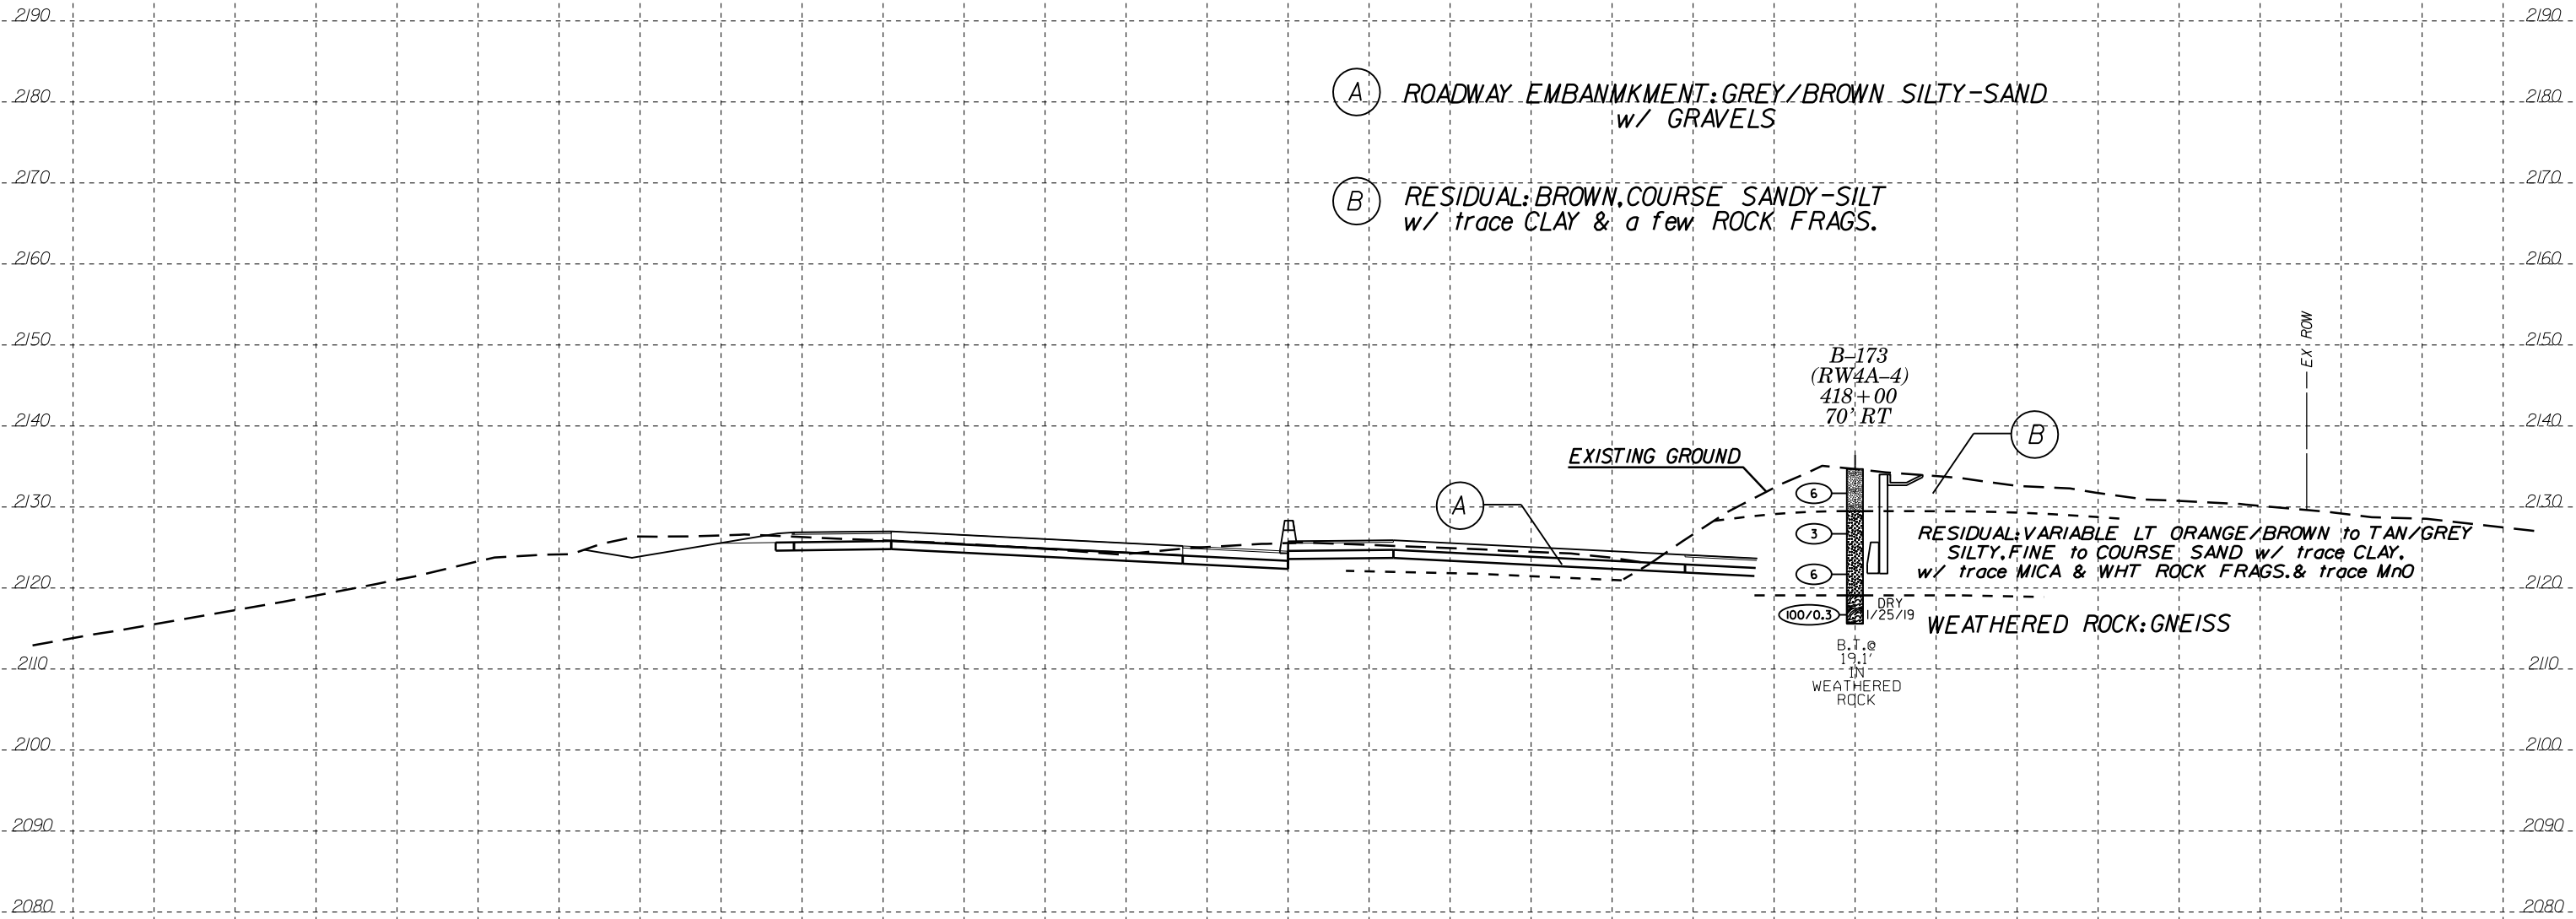 2190 2190
A ROADWAY EMBANMKMENT: GREY/BROWN SILTY-SAND
2180 2180
w/ GRAVELS
2170 2170
B RESIDUAL: BROWN, COURSE SANDY-SILT
w/ trace CLAY & a few ROCK FRAGS.
2160 2160
EX ROW
2150 2150
B-173
(RW4A-4)
418+00
70' RT
2140 2140
B
EXISTING GROUND
A
6
2130 2130
3
RESIDUAL: VARIABLE LT ORANGE/BROWN to TAN/GREY
SILTY, FINE to COURSE SAND w/ trace CLAY.
w/ trace MICA & WHT ROCK FRAGS. & trace MnO
6
2120 2120
DRY
100/0.3 1/25/19
WEATHERED ROCK: GNEISS
B.T.@
19.1'
IN
WEATHERED
ROCK
2110 2110
2100 2100
2090 2090
2080 2080